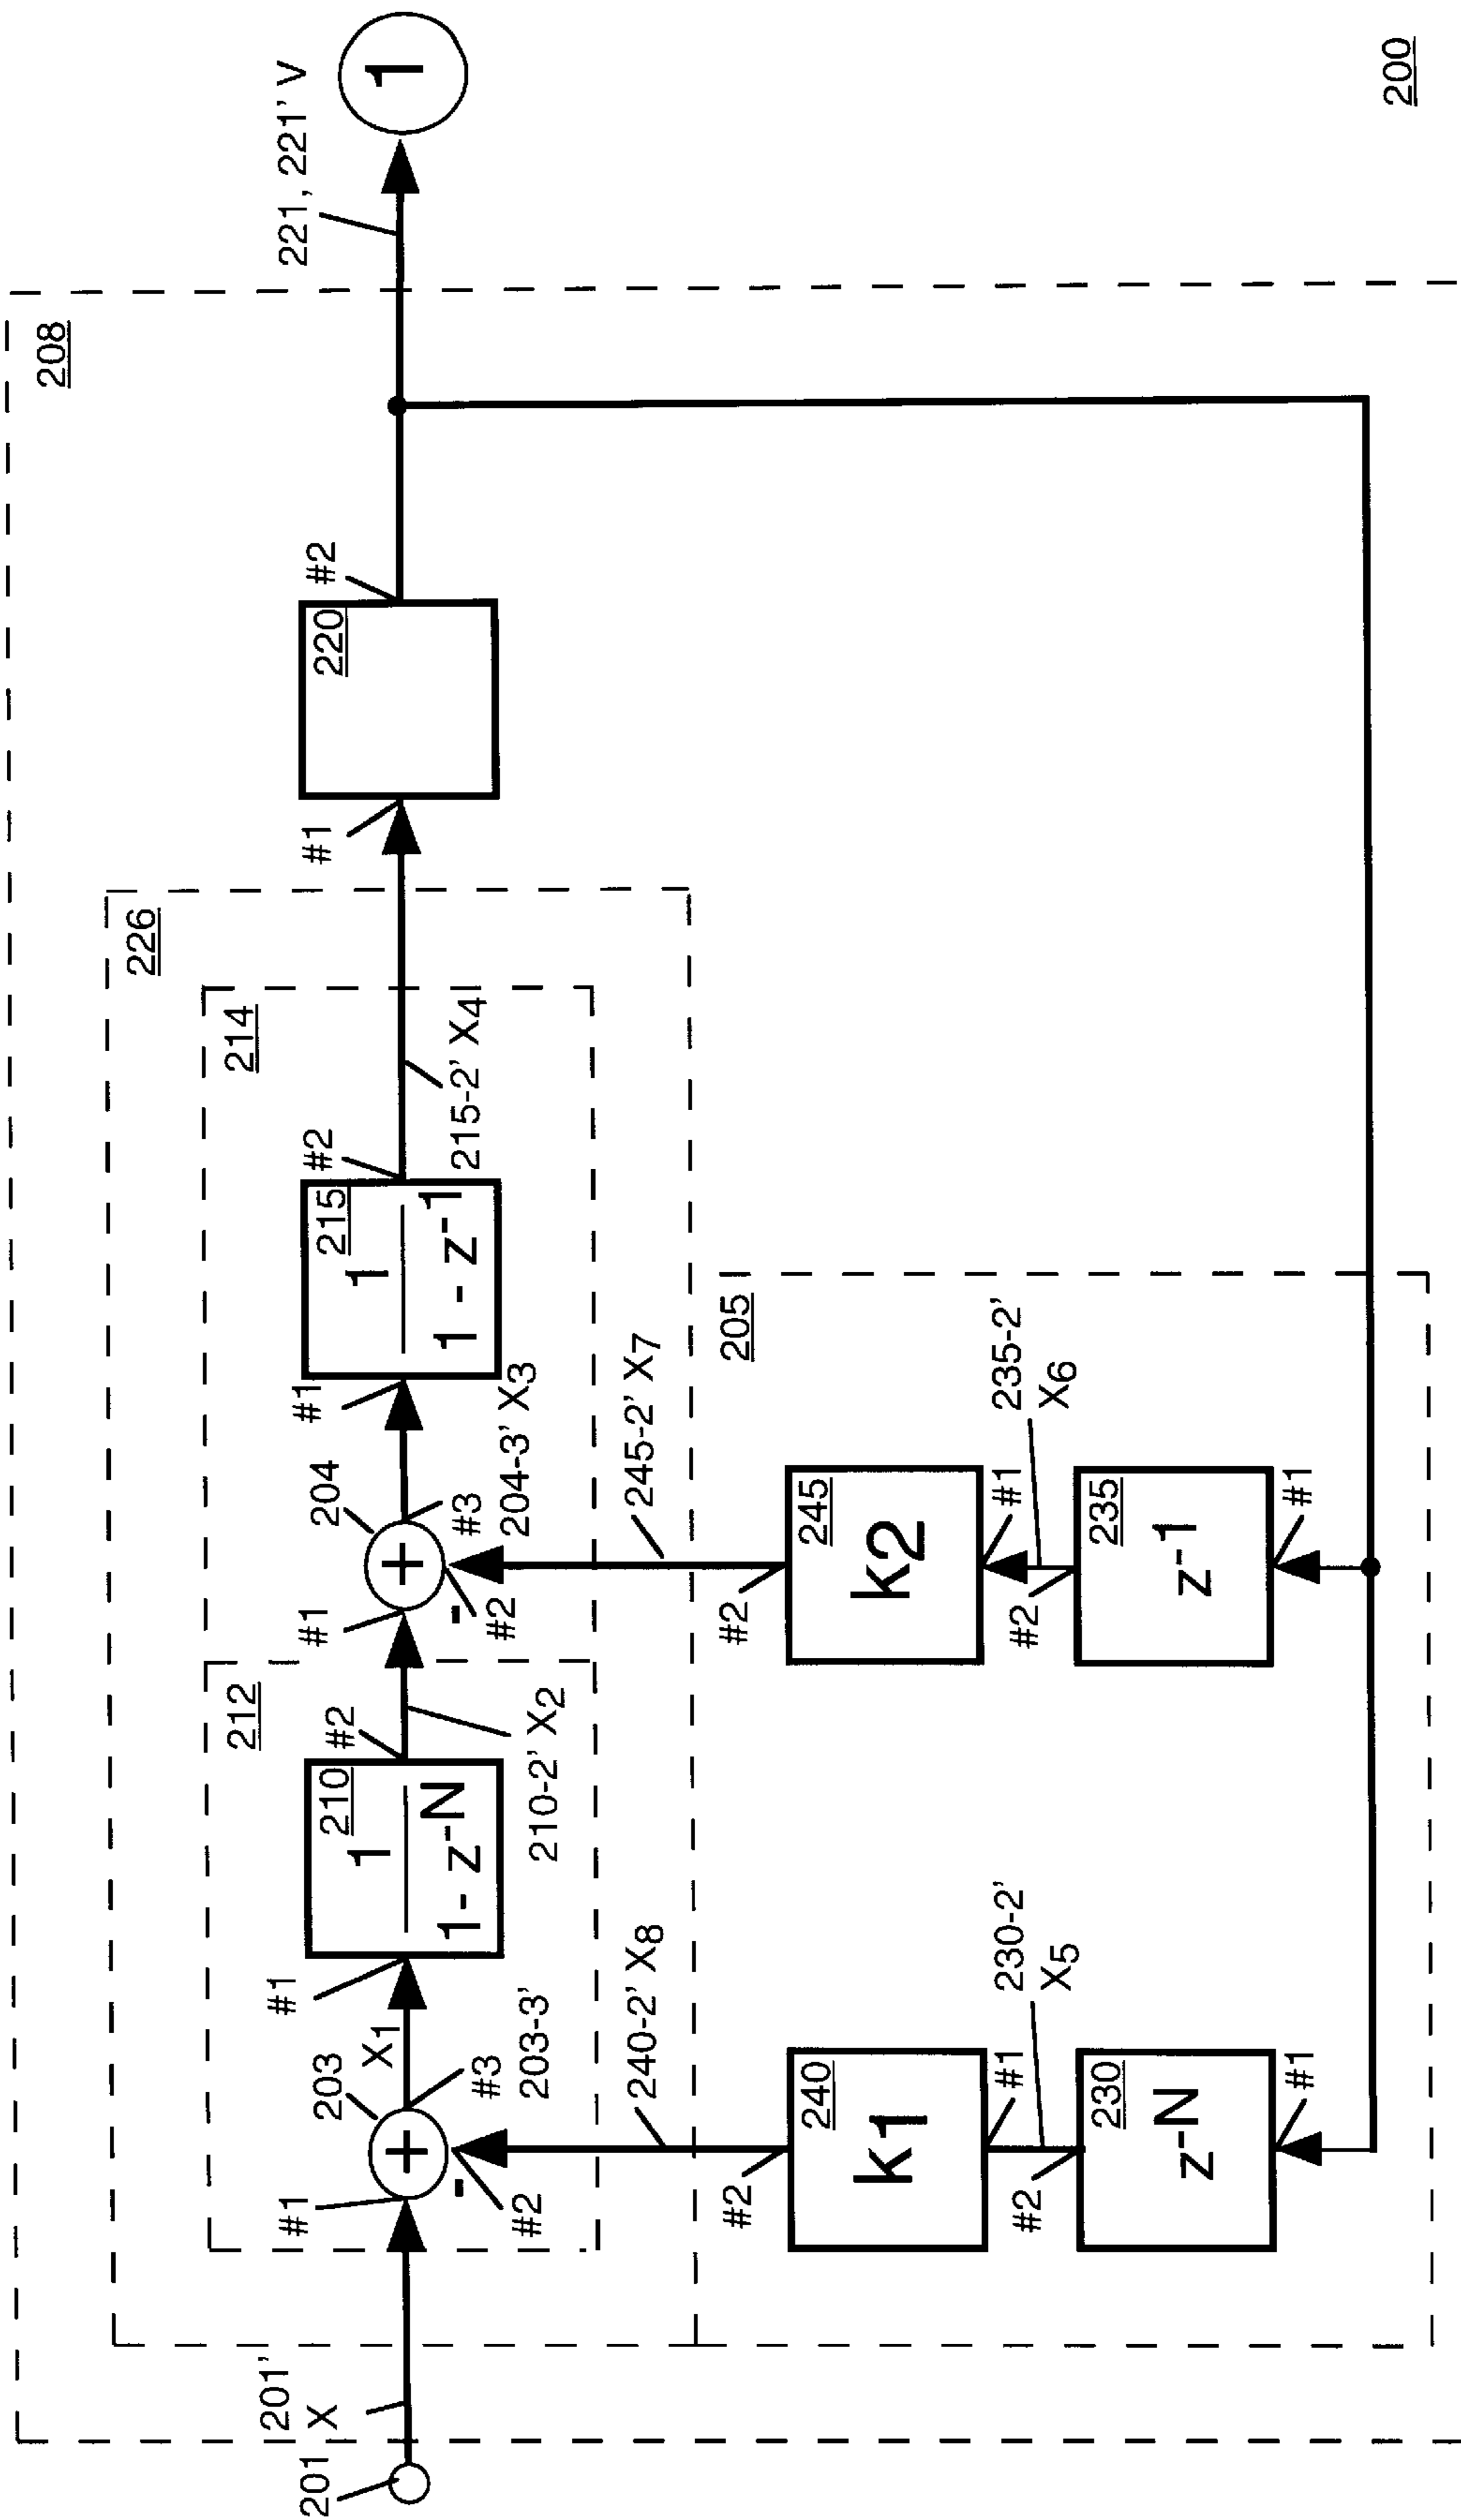 201
201'
X
#1
203
X1
#3
203-3'
-
#2
+
#1
210
1
1 - z-N
212
#2
210-2' X2
#1
204
+
-
#2
#3
204-3' X3
#1
215
1
1 - z-1
#2
214
215-2' X4
226
#1
220
#2
208
221, 221' V
1
240-2' X8
245-2' X7
205
#2
240
k1
#1
230-2'
X5
#2
230
z-N
#1
#2
245
k2
#1
235-2'
X6
#2
235
z-1
#1
200